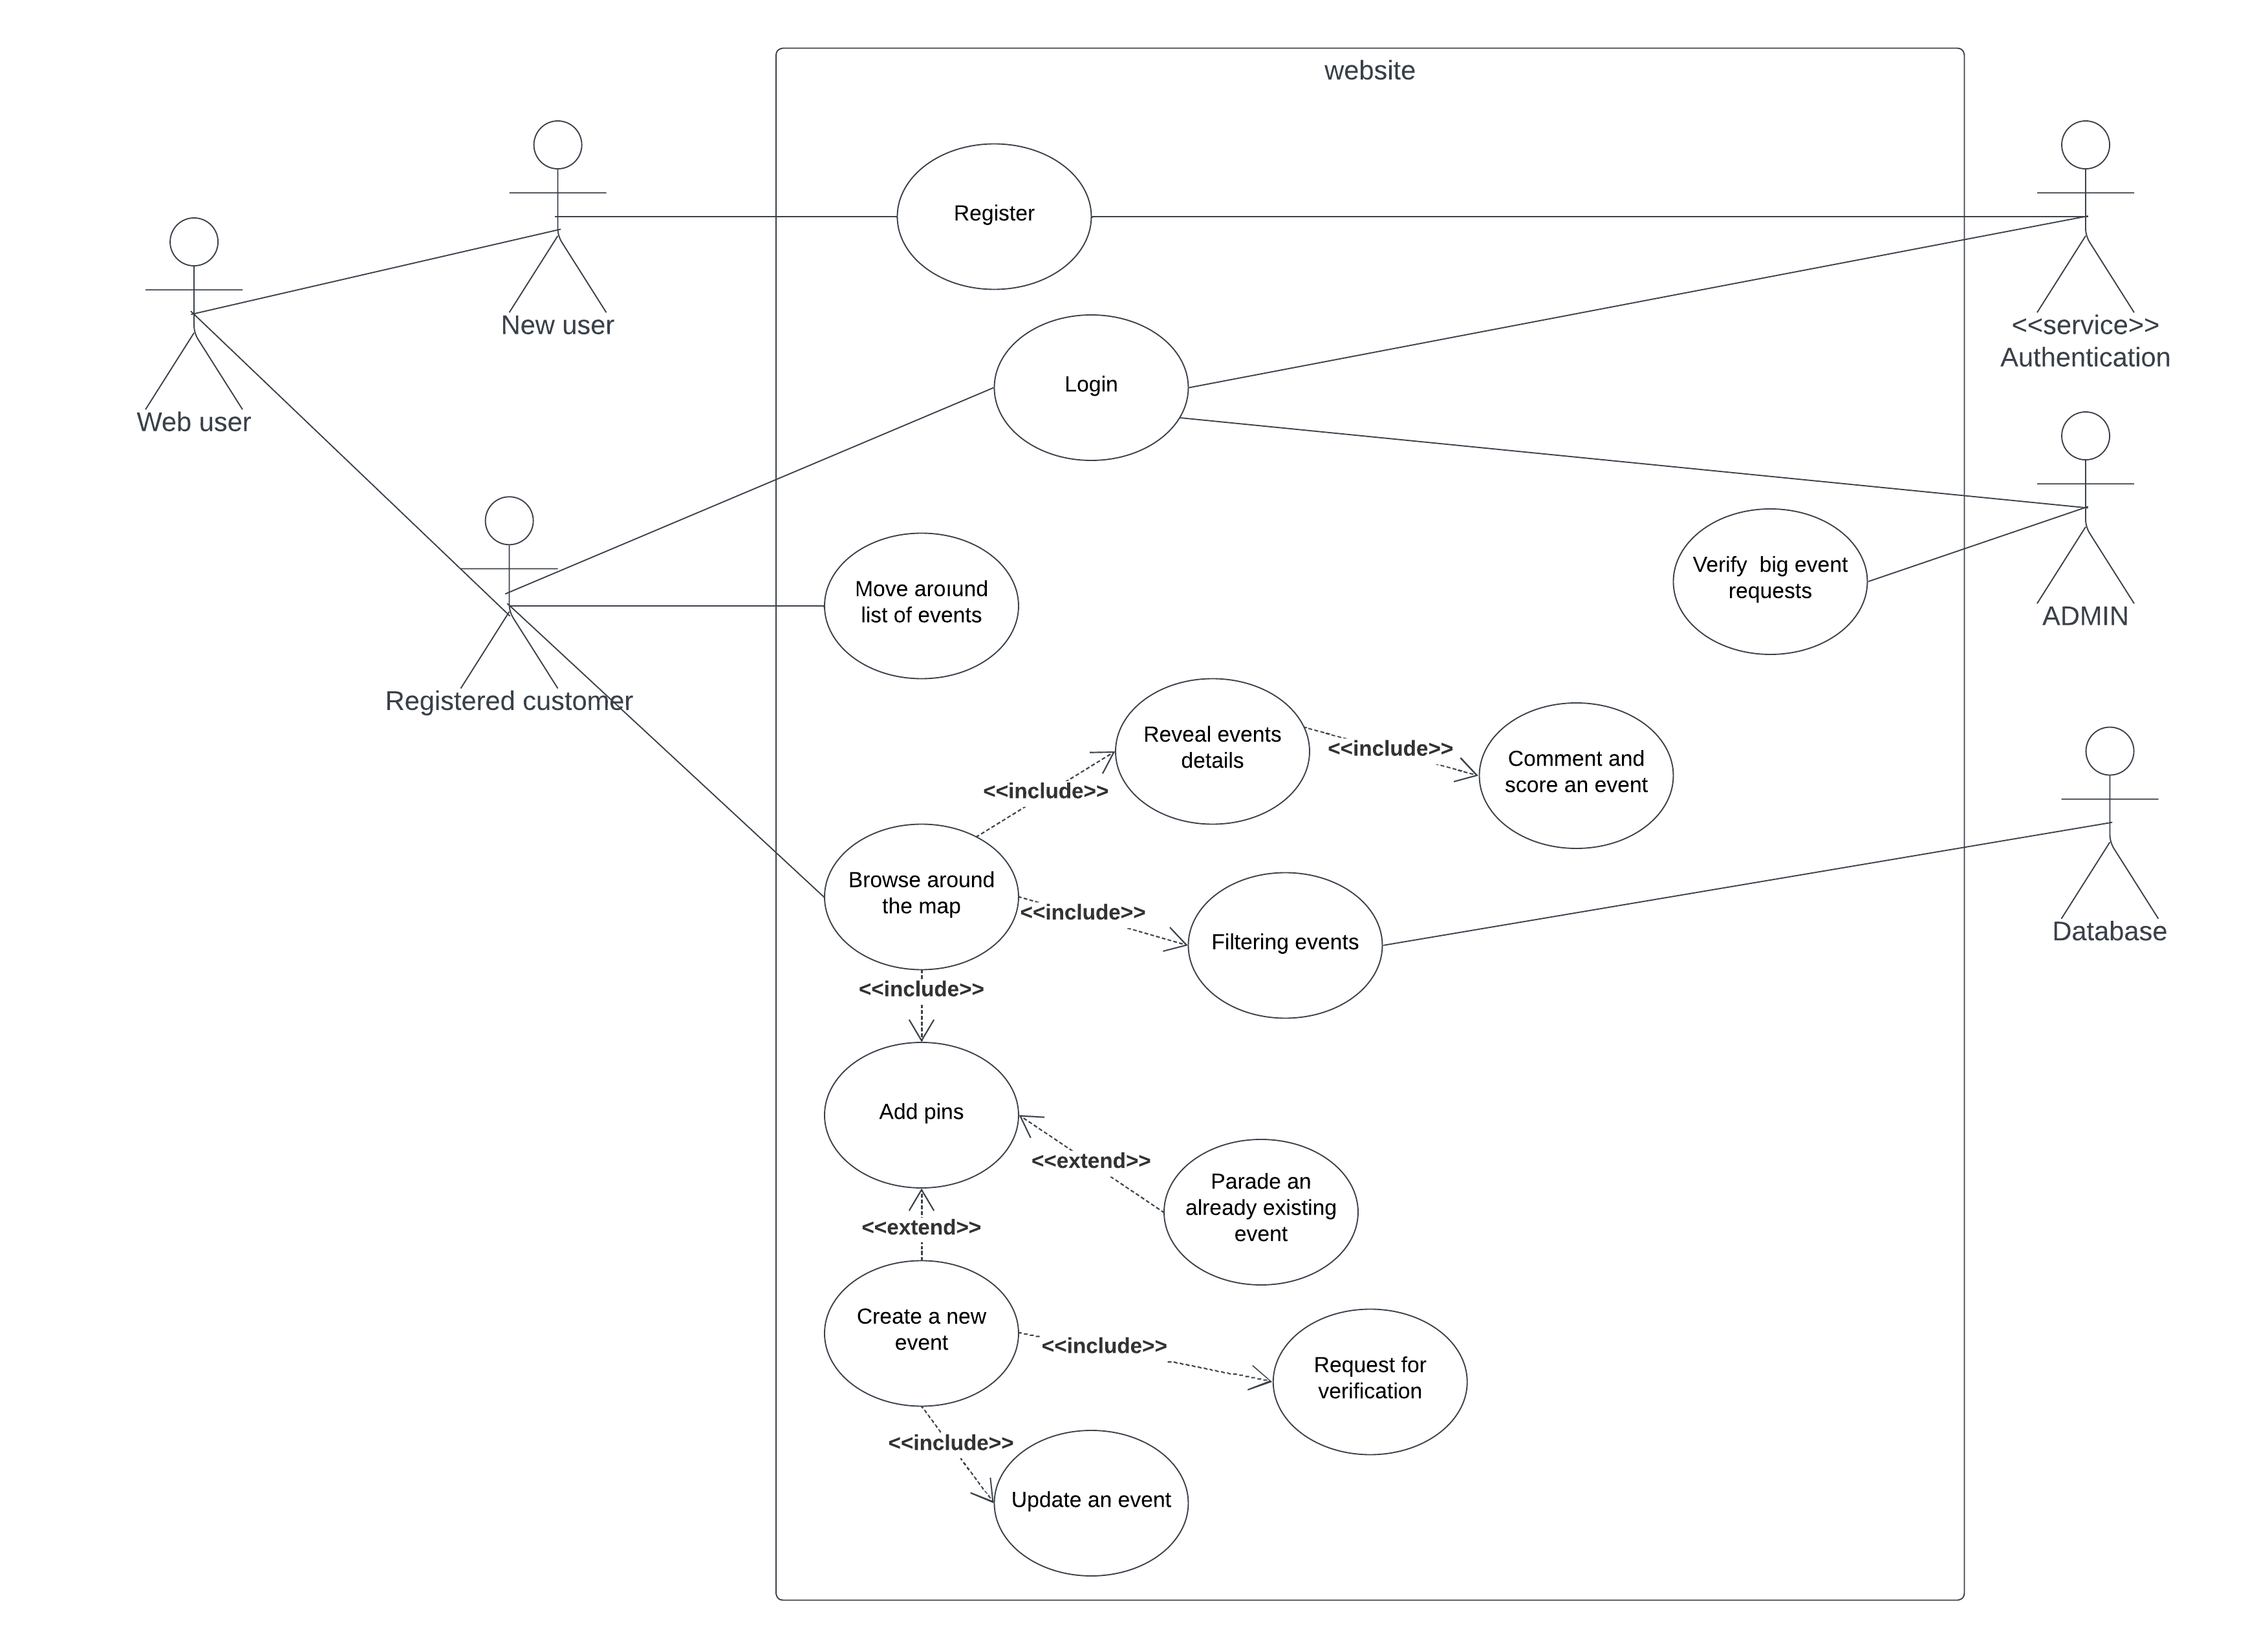 website
Register
New user
<<service>>
Authentication
Login
Web user
Move around
list of events
Verify  big event
requests
ADMIN
Registered customer
Reveal events
details
<<include>>
Comment and
score an event
<<include>>
Browse around
the map
<<include>>
Filtering events
Database
<<include>>
Add pins
<<extend>>
Parade an
already existing
event
<<extend>>
Create a new
event
<<include>>
Request for
verification
<<include>>
Update an event